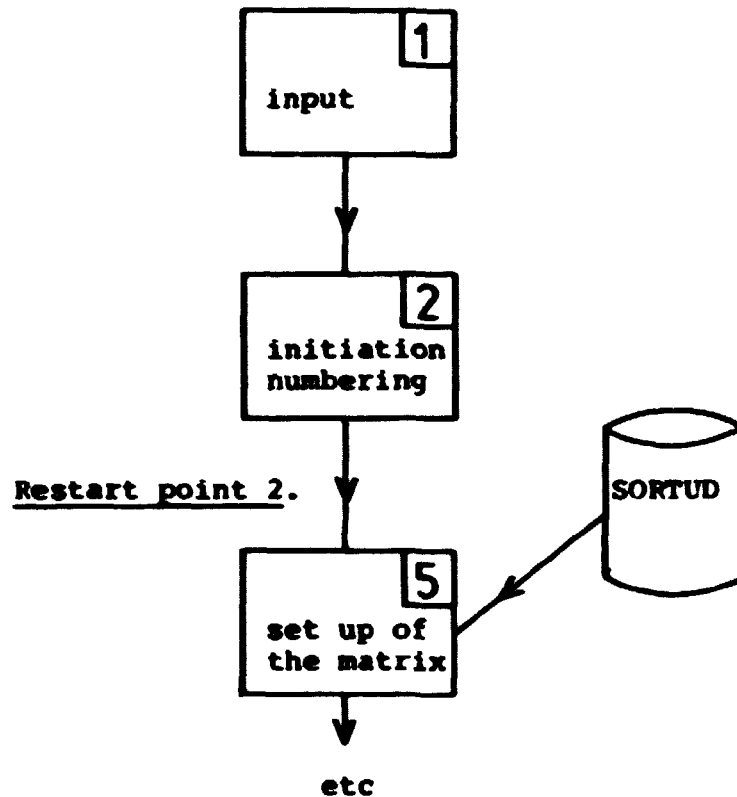 1
input
2
initiation
numbering
Restart point 2.
SORTUD
5
set up of
the matrix
etc